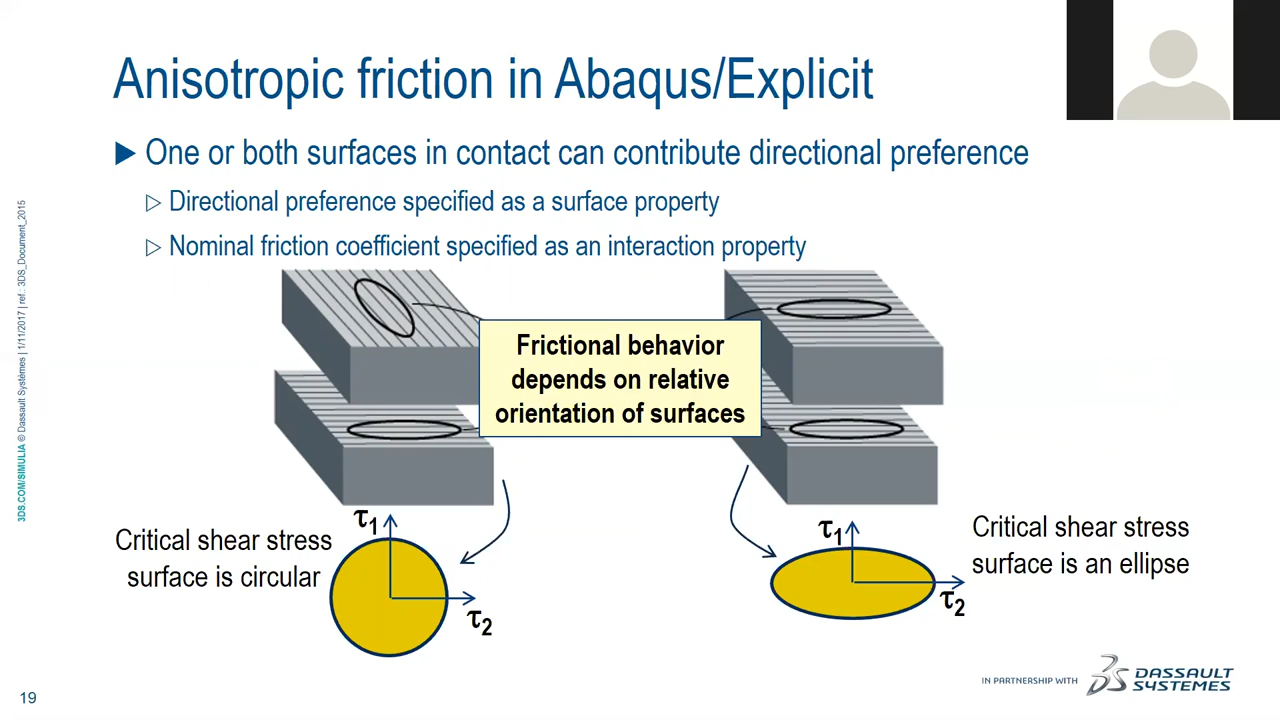 Anisotropic friction in Abaqus/Explicit
One or both surfaces in contact can contribute directional preference
Directional preference specified as a surface property
Nominal friction coefficient specified as an interaction property
Frictional behavior
depends on relative
orientation of surfaces
Critical shear stress
surface is circular
τ1
τ2
τ1
τ2
Critical shear stress
surface is an ellipse
3DS.COM/SIMULIA © Dassault Systèmes | 1/11/2017 | ref.: 3DS_Document_2015
19
IN PARTNERSHIP WITH
DASSAULT
SYSTEMES